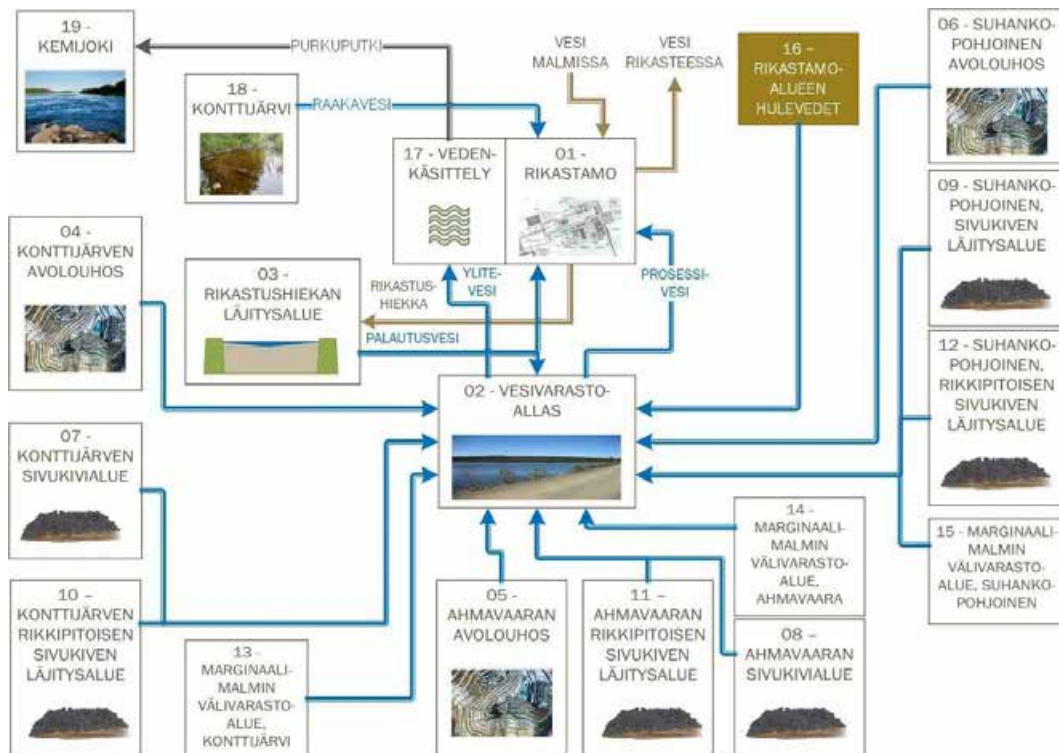 19 -
KEMIJOKI
PURKUPUTKI
18 -
KONTTIJÄRVI
RAAKAVESI
VESI
MALMISSA
VESI
RIKASTEESSA
16 –
RIKASTAMO-
ALUEEN
HULEVEDET
06 - SUHANKO-
POHJOINEN
AVOLOUHOS
17 - VEDEN-
KÄSITTELY
01 -
RIKASTAMO
09 - SUHANKO-
POHJOINEN,
SIVUKIVEN
LÄJITYSALUE
04 -
KONTTIJÄRVEN
AVOLOUHOS
03 -
RIKASTUSHIEKAN
LÄJITYSALUE
RIKASTUS-
HIEKKA
YLITE-
VESI
PROSESSI-
VESI
PALAUTUSVESI
12 - SUHANKO-
POHJOINEN,
RIKKIPITOISEN
SIVUKIVEN
LÄJITYSALUE
02 - VESIVARASTO-
ALLAS
07 -
KONTTIJÄRVEN
SIVUKIVIALUE
14 –
MARGINAALI-
MALMIN
VÄLIVARASTO-
ALUE,
AHMAVAARA
15 - MARGINAALI-
MALMIN
VÄLIVARASTO-
ALUE, SUHANKO-
POHJOINEN
10 –
KONTTIJÄRVEN
RIKKIPITOISEN
SIVUKIVEN
LÄJITYSALUE
13 -
MARGINAALI-
MALMIN
VÄLIVARASTO-
ALUE,
KONTTIJÄRVI
05 -
AHMAVAARAN
AVOLOUHOS
11 –
AHMAVAARAN
RIKKIPITOISEN
SIVUKIVEN
LÄJITYSALUE
08 –
AHMAVAARAN
SIVUKIVIALUE